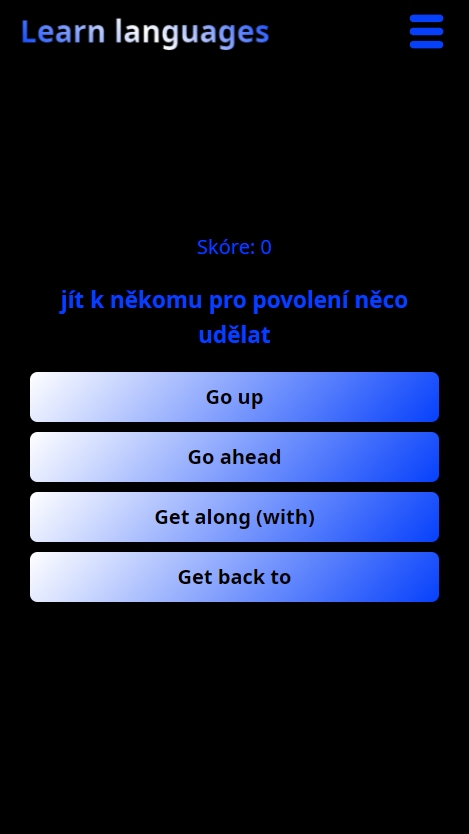 Learn languages
Skóre: 0
jít k někomu pro povolení něco
udělat
Go up
Go ahead
Get along (with)
Get back to